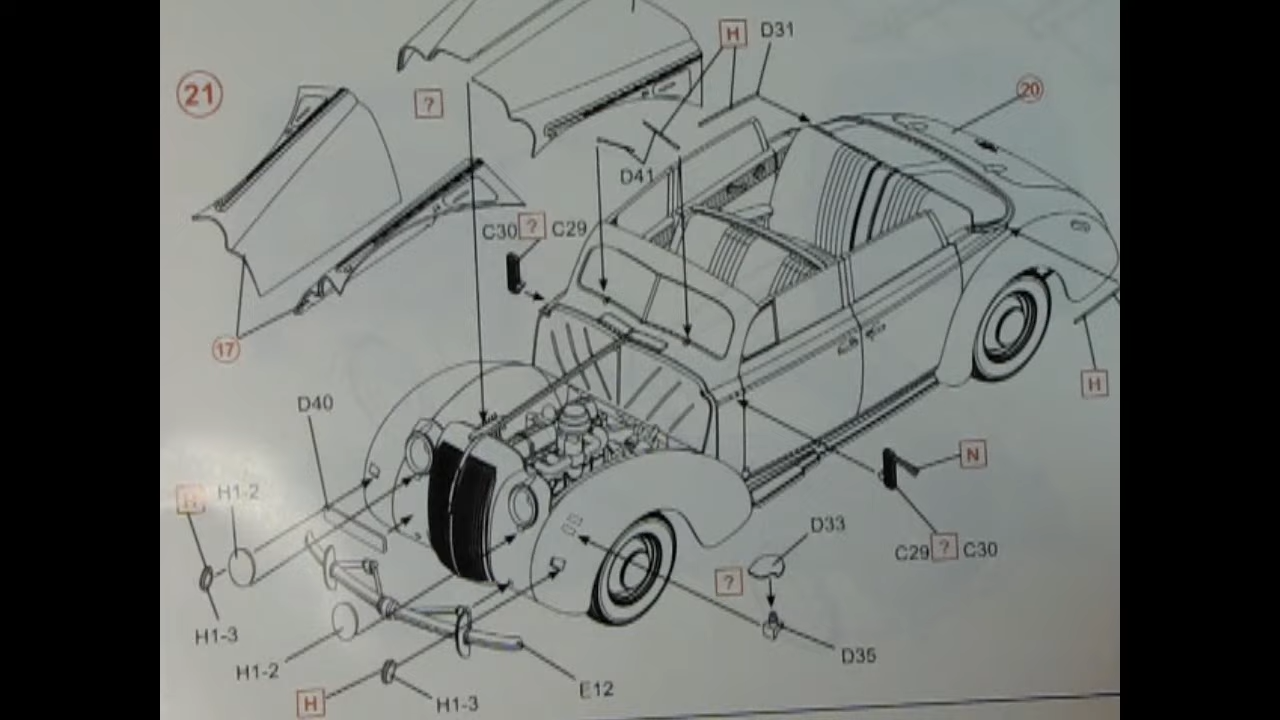 21
H
D31
20
?
D41
C30 ? C29
17
D40
H
H
H1-2
N
D33
C29 ? C30
?
H1-3
D35
H1-2
E12
H
H1-3